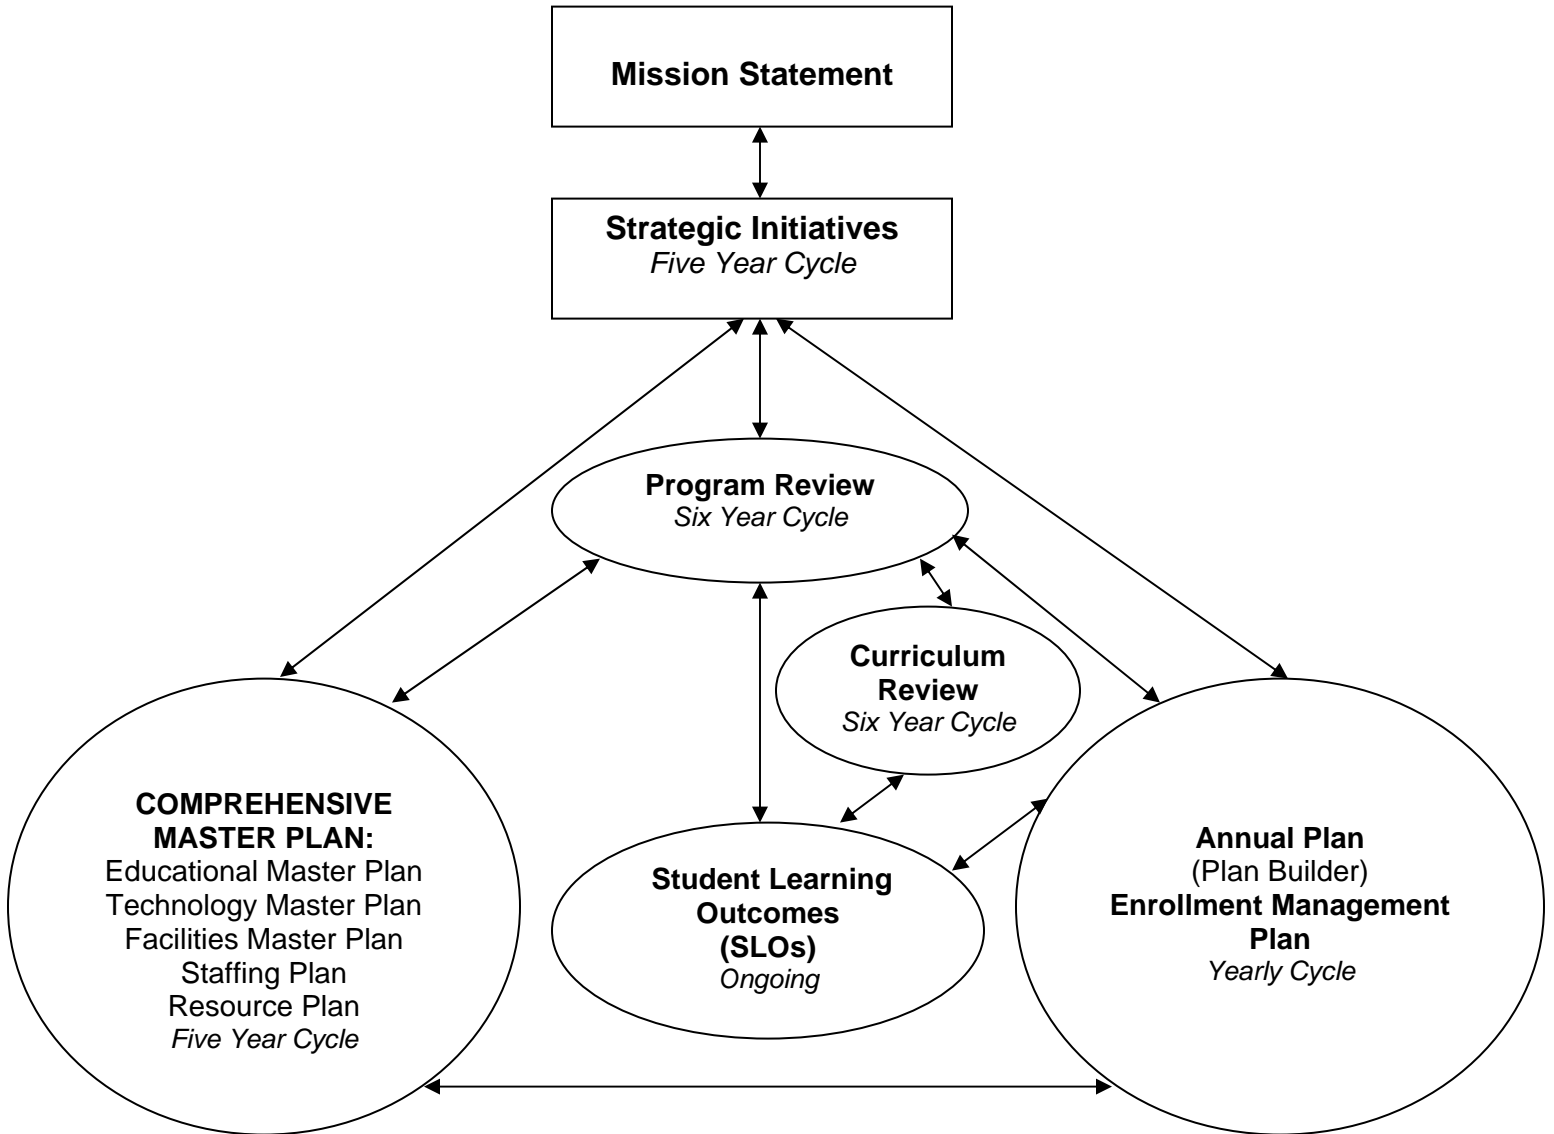 Mission Statement
Strategic Initiatives
Five Year Cycle
Program Review
Six Year Cycle
Curriculum
Review
Six Year Cycle
COMPREHENSIVE
MASTER PLAN:
Educational Master Plan
Technology Master Plan
Facilities Master Plan
Staffing Plan
Resource Plan
Five Year Cycle
Student Learning
Outcomes
(SLOs)
Ongoing
Annual Plan
(Plan Builder)
Enrollment Management
Plan
Yearly Cycle